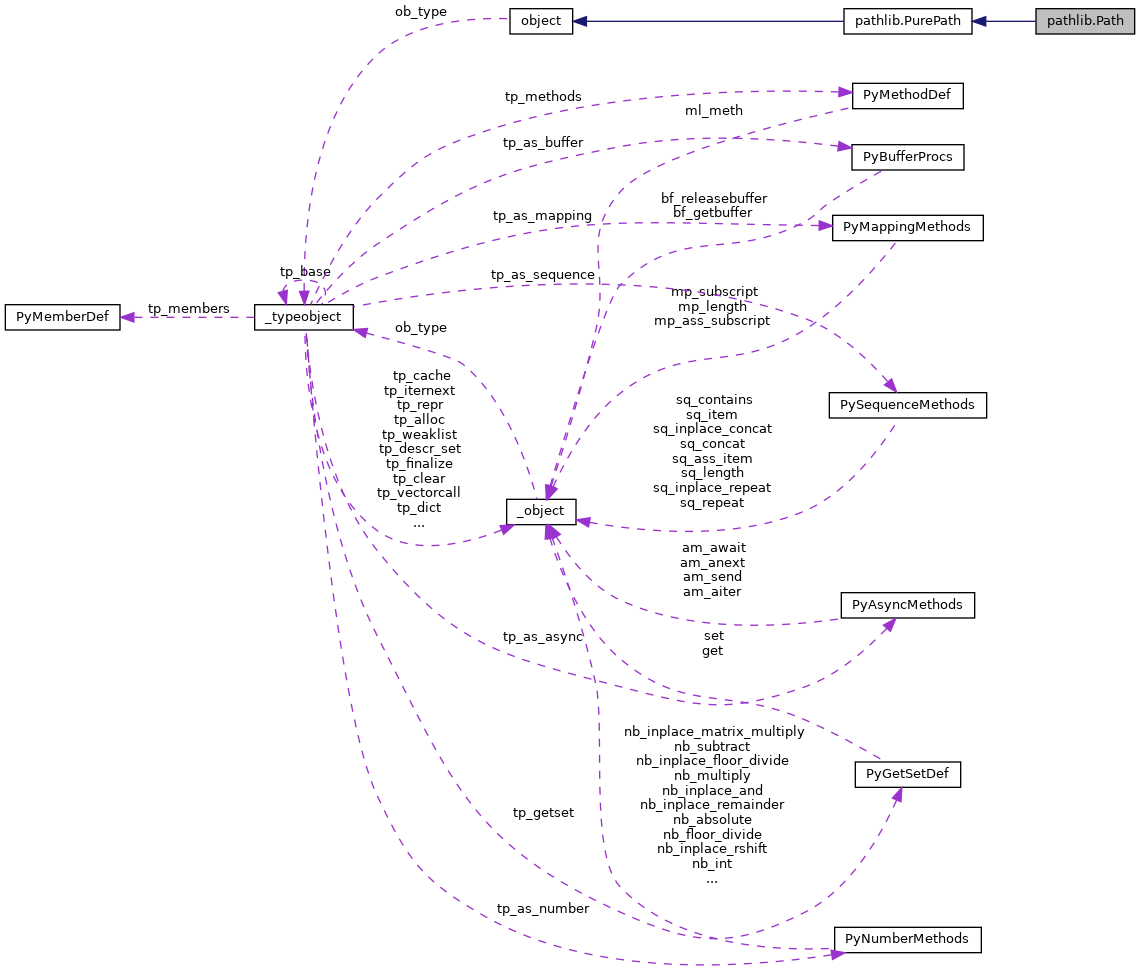 ob_type
object
pathlib.PurePath
pathlib.Path
PyMethodDef
tp_methods
ml_meth
tp_as_buffer
PyBufferProcs
bf_releasebuffer
bf_getbuffer
tp_as_mapping
PyMappingMethods
tp_base
tp_as_sequence
mp_subscript
mp_length
mp_ass_subscript
PyMemberDef
tp_members
_typeobject
ob_type
tp_cache
tp_iternext
tp_repr
tp_alloc
tp_weaklist
tp_descr_set
tp_finalize
tp_clear
tp_vectorcall
tp_dict
...
PySequenceMethods
sq_contains
sq_item
sq_inplace_concat
sq_concat
sq_ass_item
sq_length
sq_inplace_repeat
sq_repeat
_object
am_await
am_anext
am_send
am_aiter
PyAsyncMethods
tp_as_async
set
get
nb_inplace_matrix_multiply
nb_subtract
nb_inplace_floor_divide
nb_multiply
nb_inplace_and
nb_inplace_remainder
nb_absolute
nb_floor_divide
nb_inplace_rshift
nb_int
...
PyGetSetDef
tp_getset
tp_as_number
PyNumberMethods